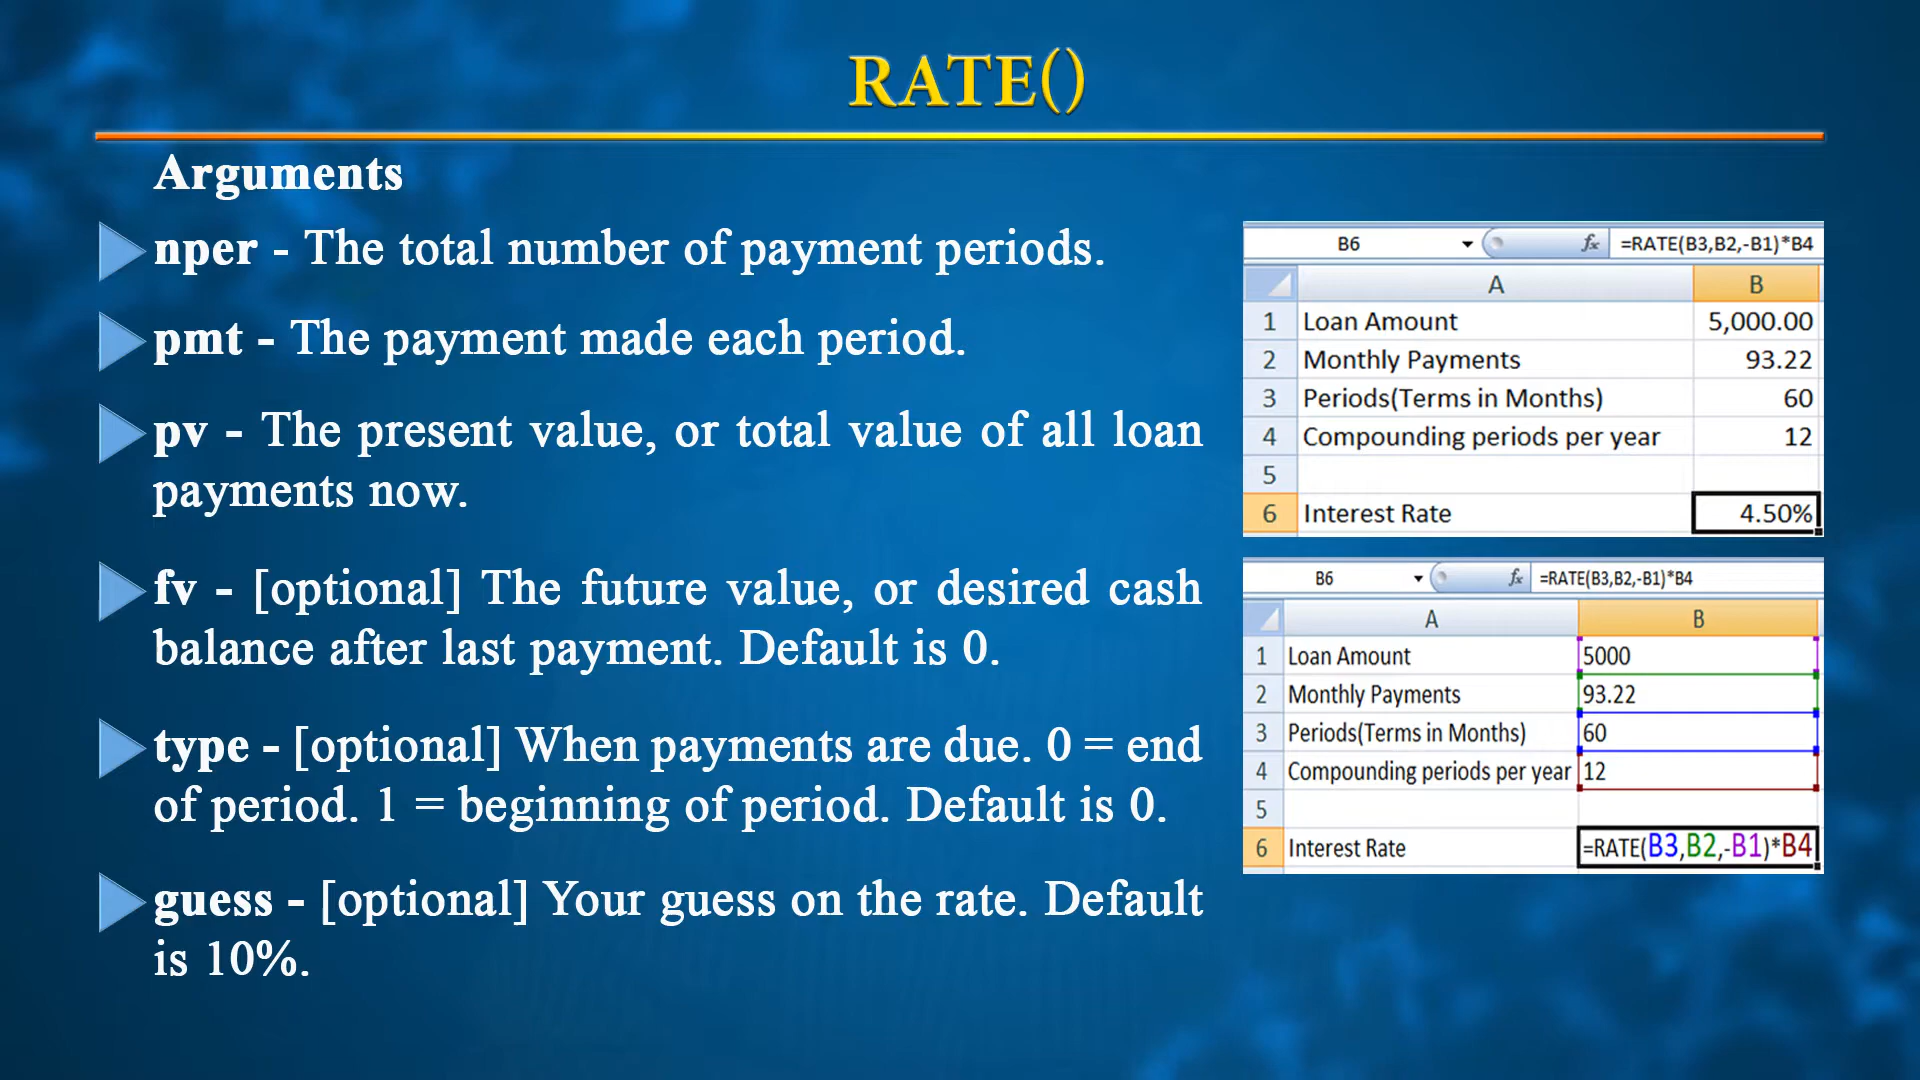 RATE()
Arguments
nper - The total number of payment periods.
pmt - The payment made each period.
pv - The present value, or total value of all loan
payments now.
fv - [optional] The future value, or desired cash
balance after last payment. Default is 0.
type - [optional] When payments are due. 0 = end
of period. 1 = beginning of period. Default is 0.
guess - [optional] Your guess on the rate. Default
is 10%.
B6 fx =RATE(B3,B2,-B1)*B4
A B
1 Loan Amount 5,000.00
2 Monthly Payments 93.22
3 Periods(Terms in Months) 60
4 Compounding periods per year 12
5
6 Interest Rate 4.50%
B6 fx =RATE(B3,B2,-B1)*B4
A B
1 Loan Amount 5000
2 Monthly Payments 93.22
3 Periods(Terms in Months) 60
4 Compounding periods per year 12
5
6 Interest Rate =RATE(B3,B2,-B1)*B4